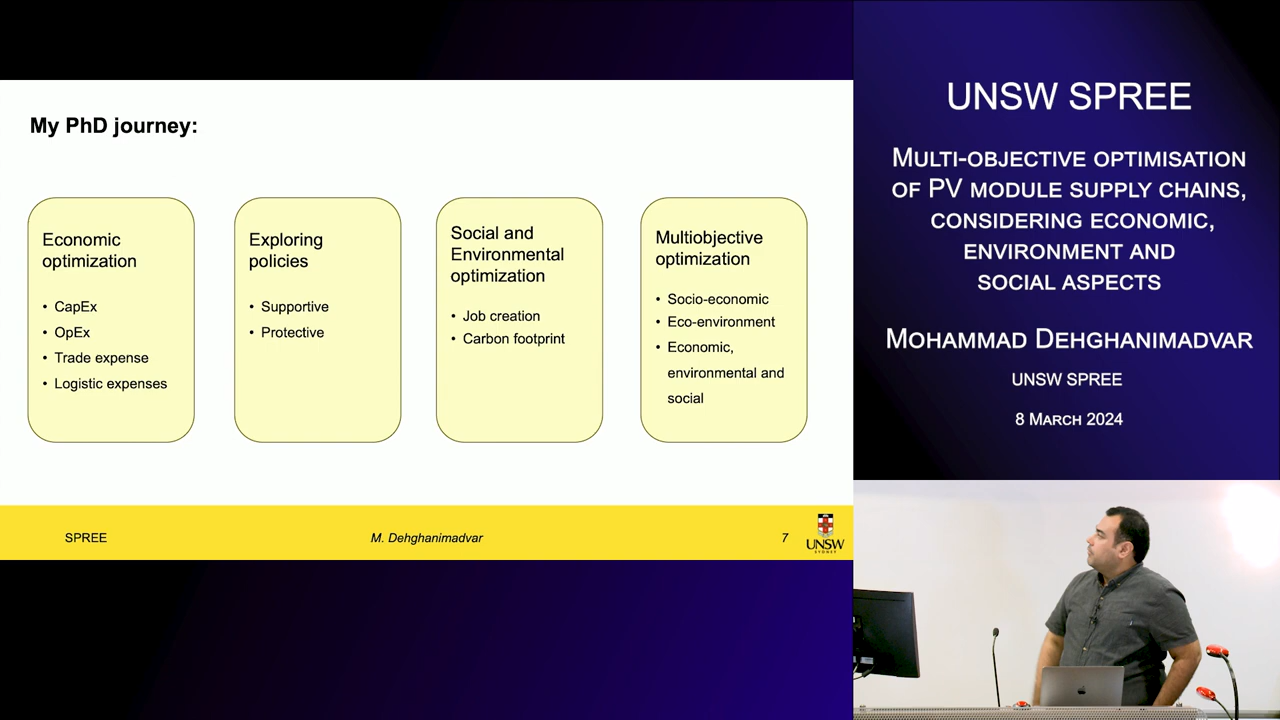 My PhD journey:
Economic
optimization
• CapEx
• OpEx
• Trade expense
• Logistic expenses
Exploring
policies
• Supportive
• Protective
Social and
Environmental
optimization
• Job creation
• Carbon footprint
Multiobjective
optimization
• Socio-economic
• Eco-environment
• Economic,
environmental and
social
SPREE
M. Dehghanimadvar
7
UNSW
SYDNEY
UNSW SPREE
Multi-objective optimisation
of PV module supply chains,
considering economic,
environment and
social aspects
Mohammad Dehghanimadvar
UNSW SPREE
8 March 2024